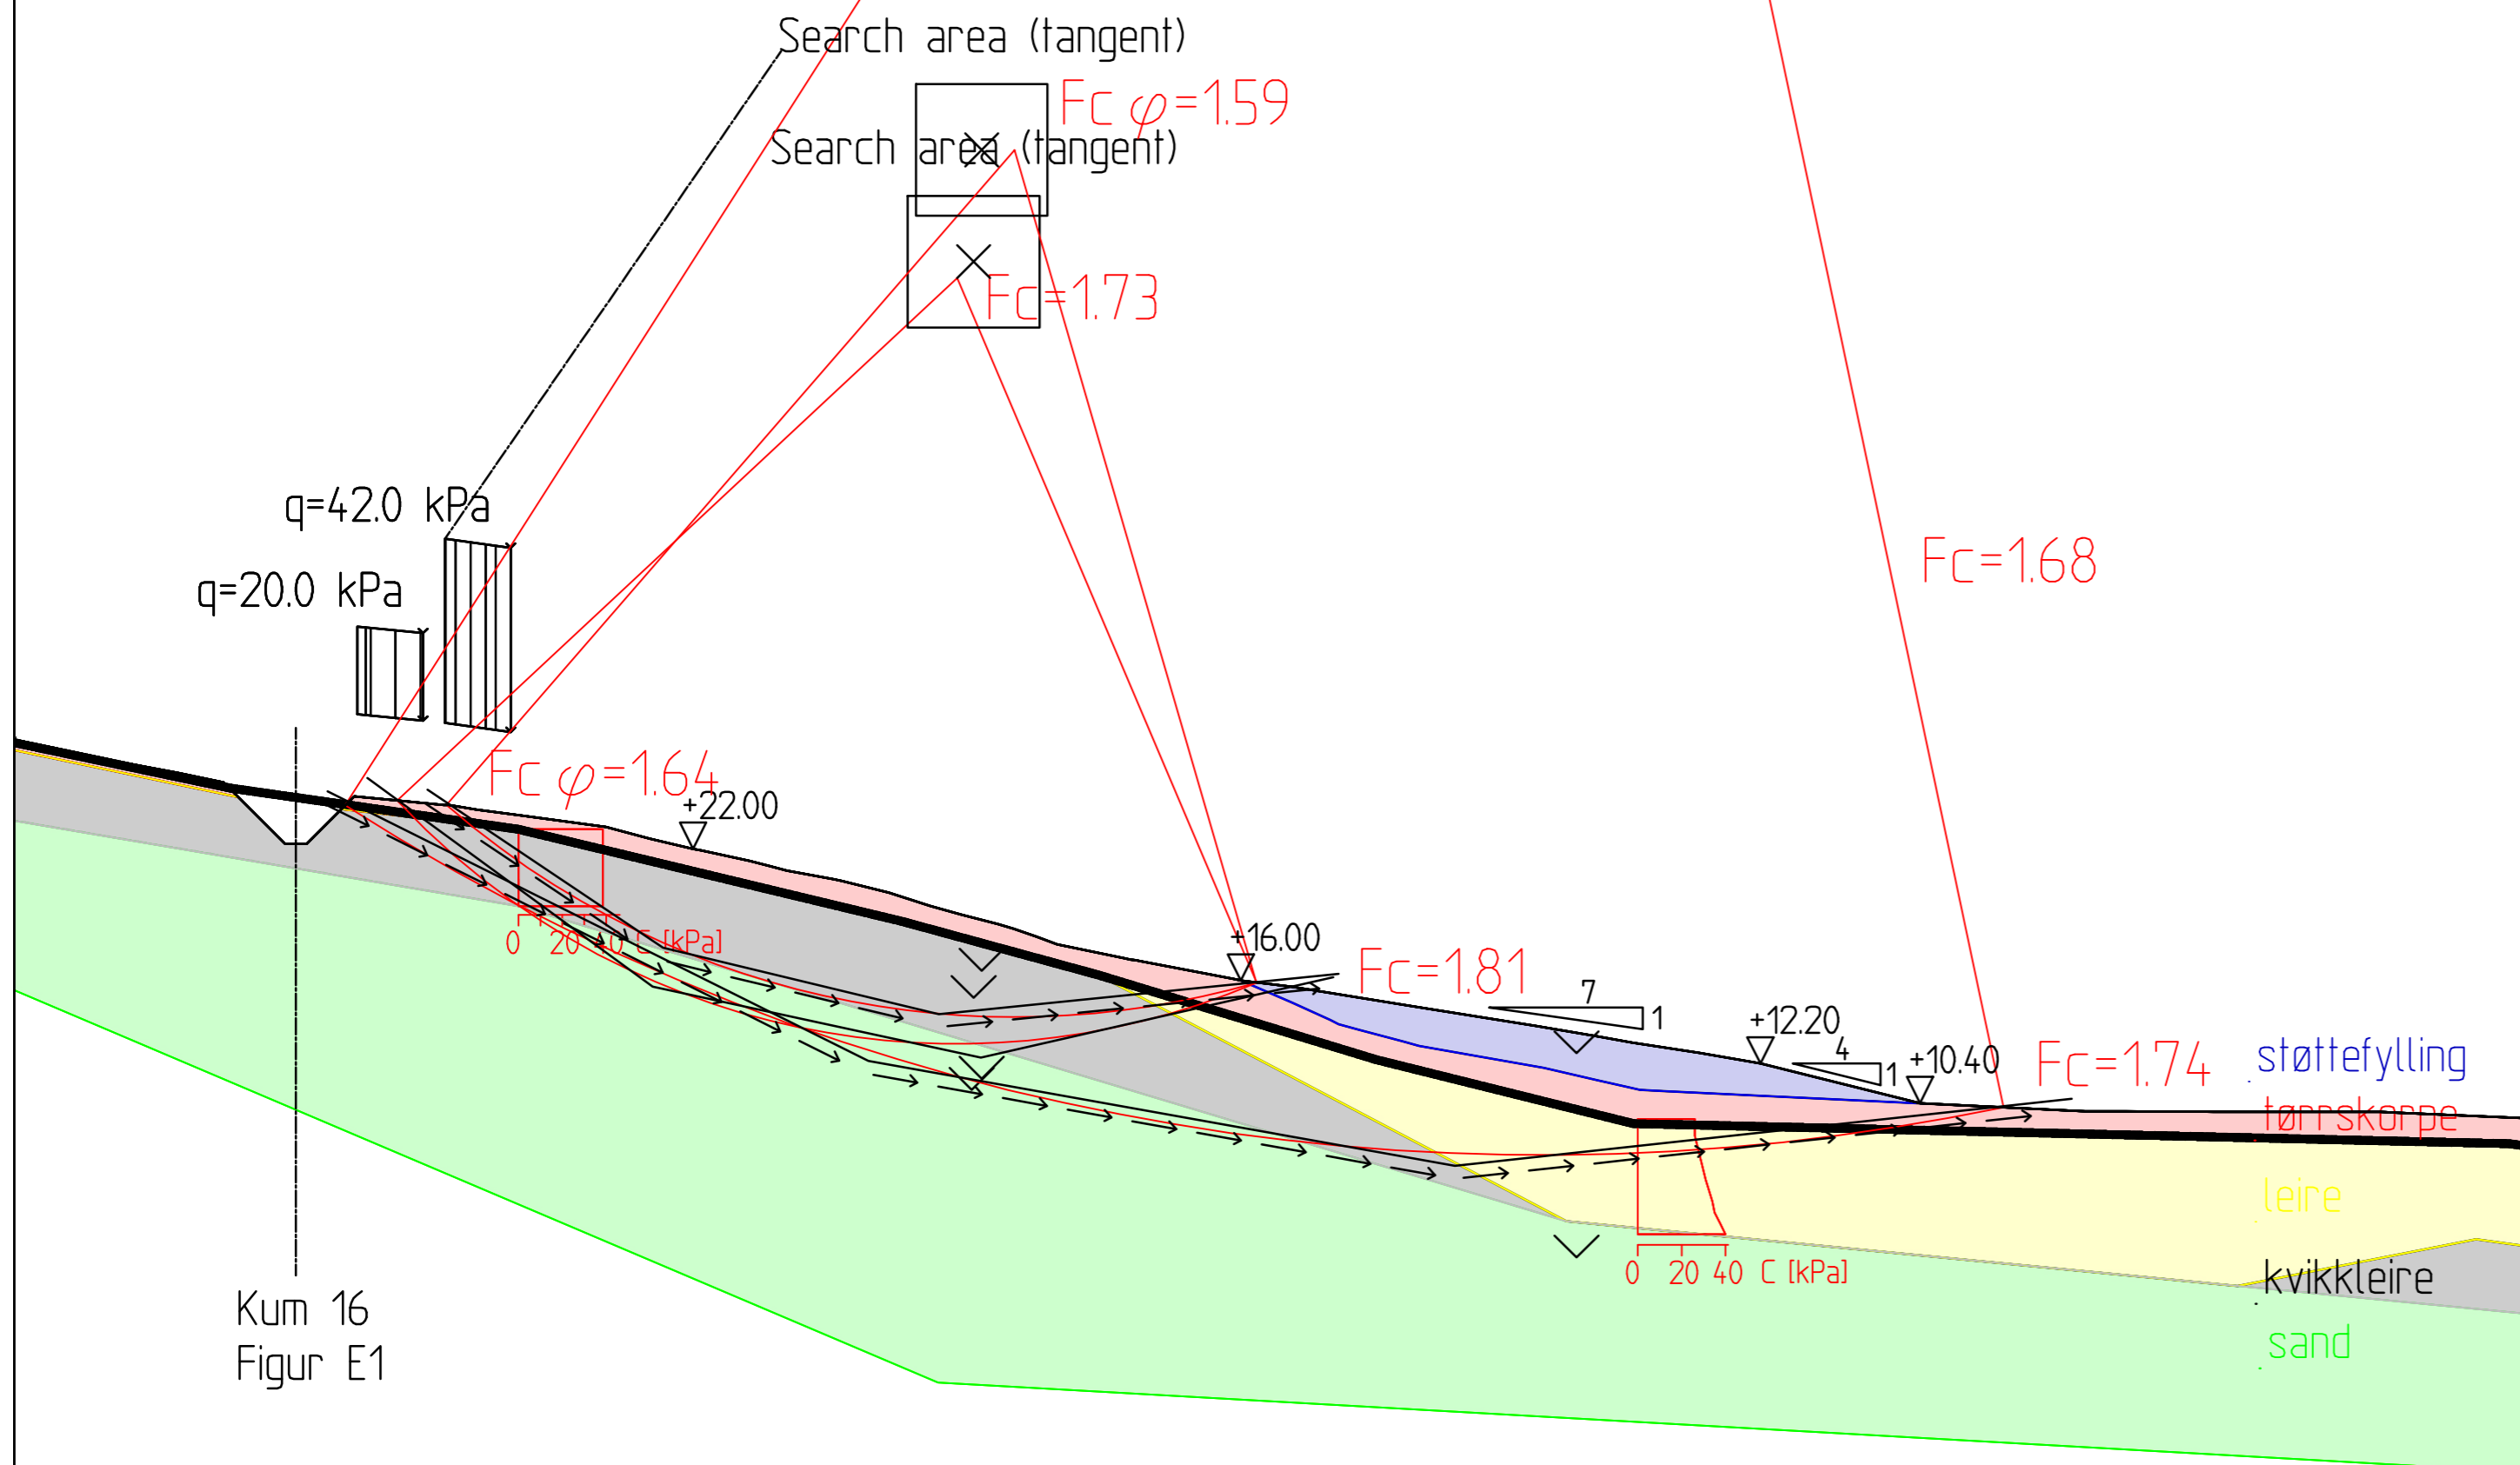 Search area (tangent)
Fc φ=1.59
Search area (tangent)
Fc=1.73
q=42.0 kPa
Fc=1.68
q=20.0 kPa
Fc φ=1.64
+22.00
0 20 40 C [kPa]
+16.00
Fc=1.81
7
1
+12.20
4
1
+10.40
Fc=1.74
støttefylling
tørrskorpe
leire
0 20 40 C [kPa]
kvikkleire
sand
Kum 16
Figur E1